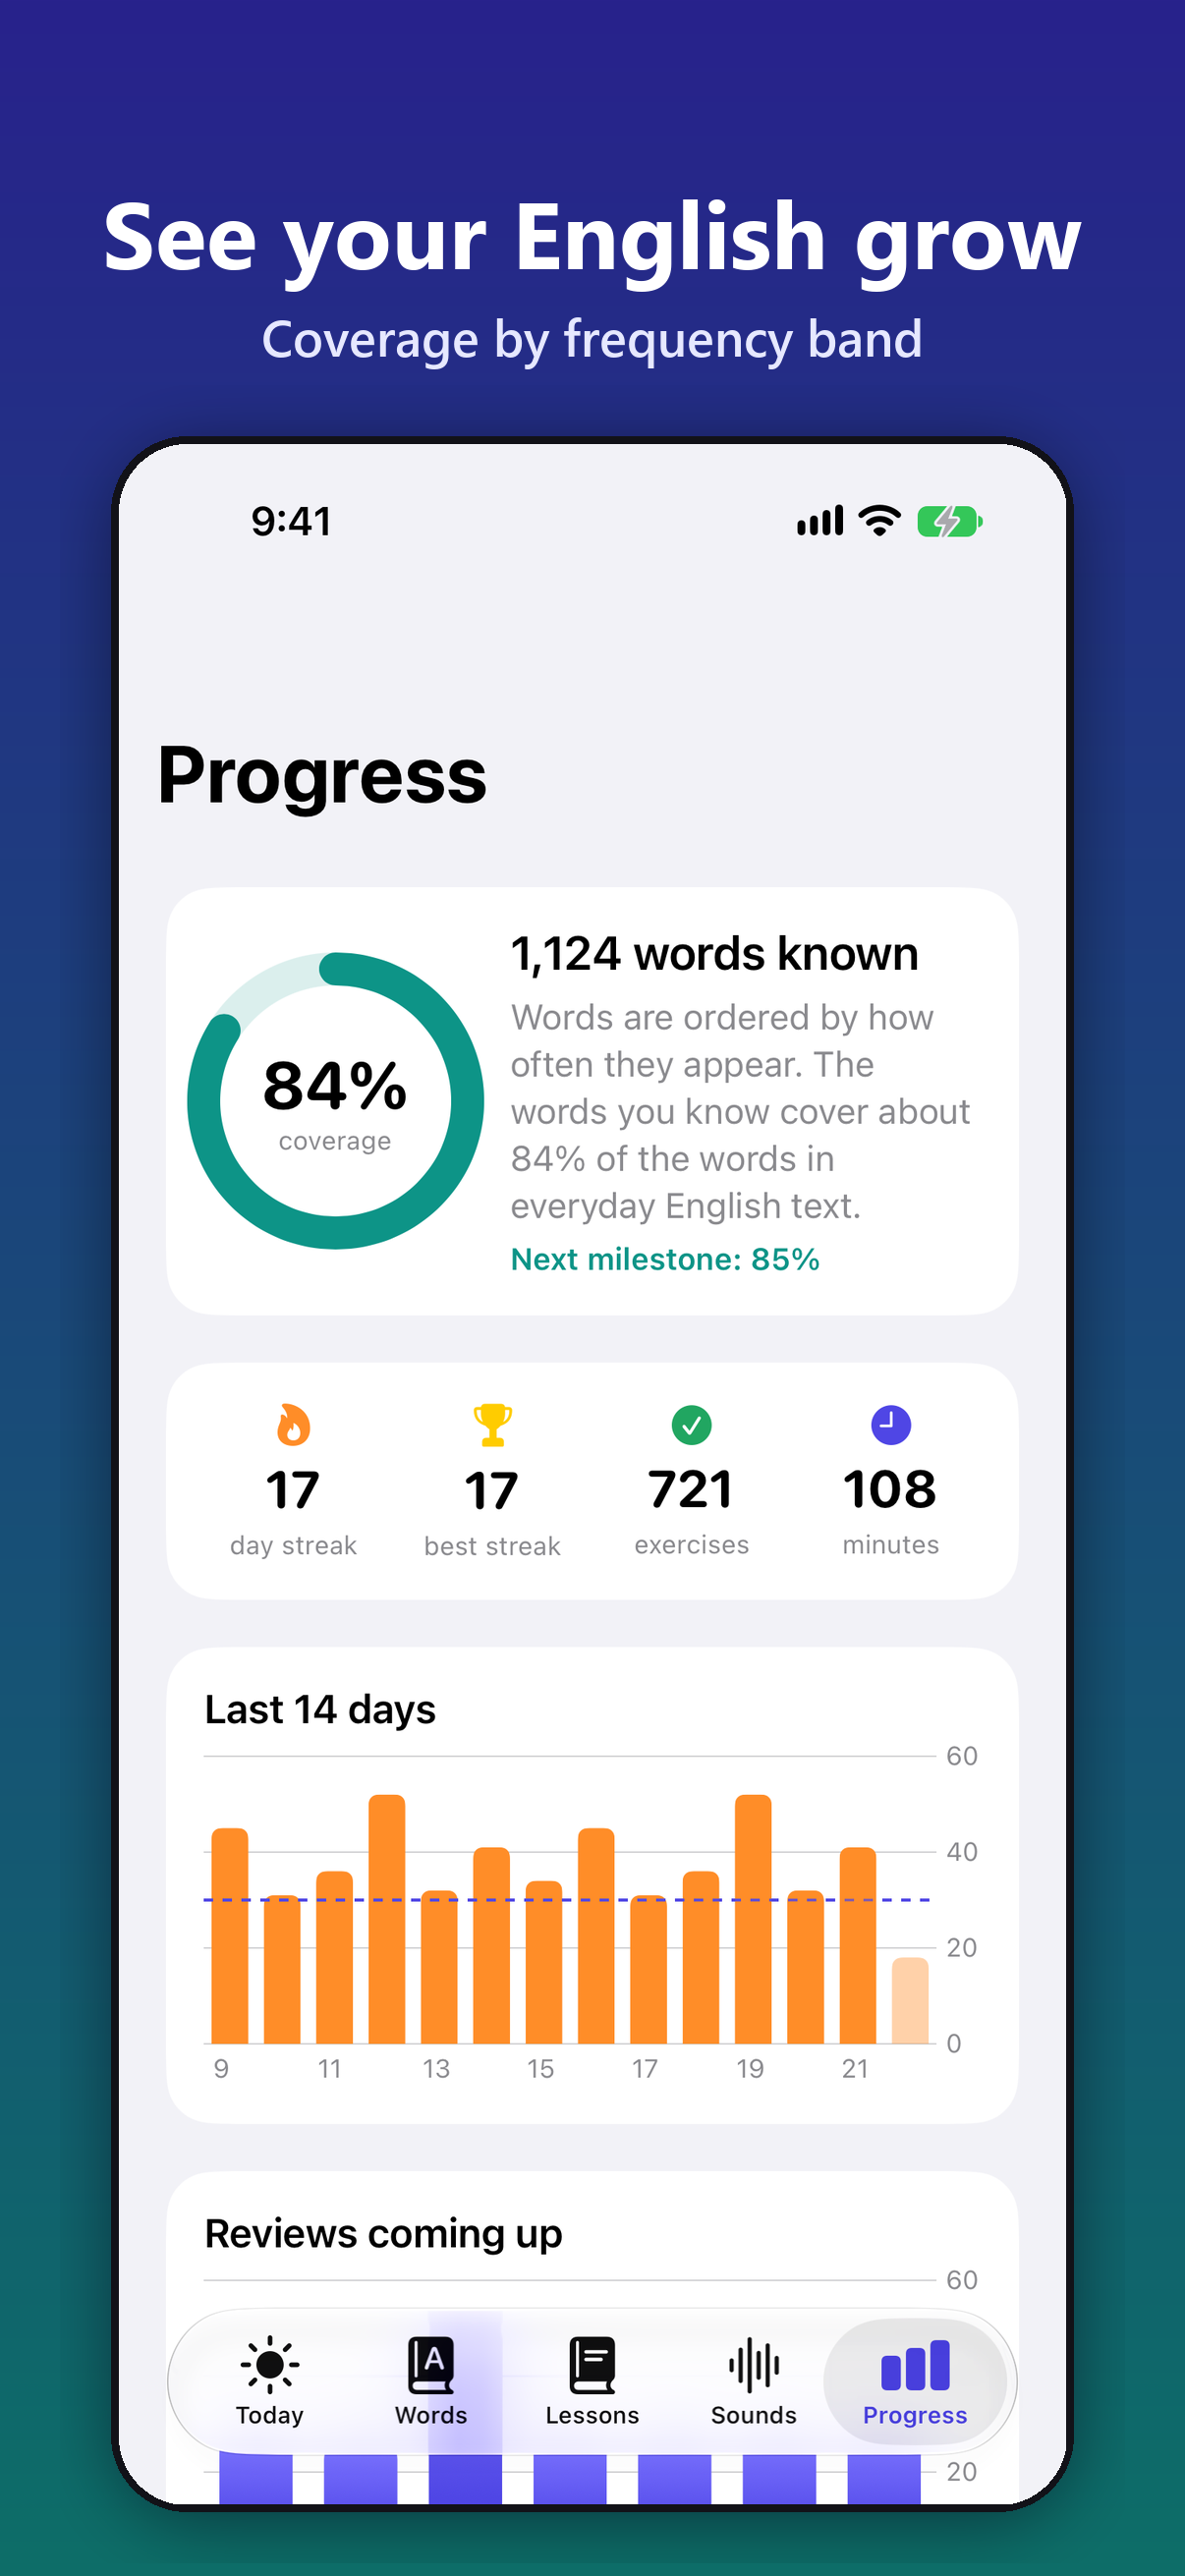 See your English grow
Coverage by frequency band
9:41
Progress
84%
coverage
1,124 words known
Words are ordered by how
often they appear. The
words you know cover about
84% of the words in
everyday English text.
Next milestone: 85%
17
day streak
17
best streak
721
exercises
108
minutes
Last 14 days
60
40
20
0
9 11 13 15 17 19 21
Reviews coming up
60
A
Today Words Lessons Sounds Progress
20